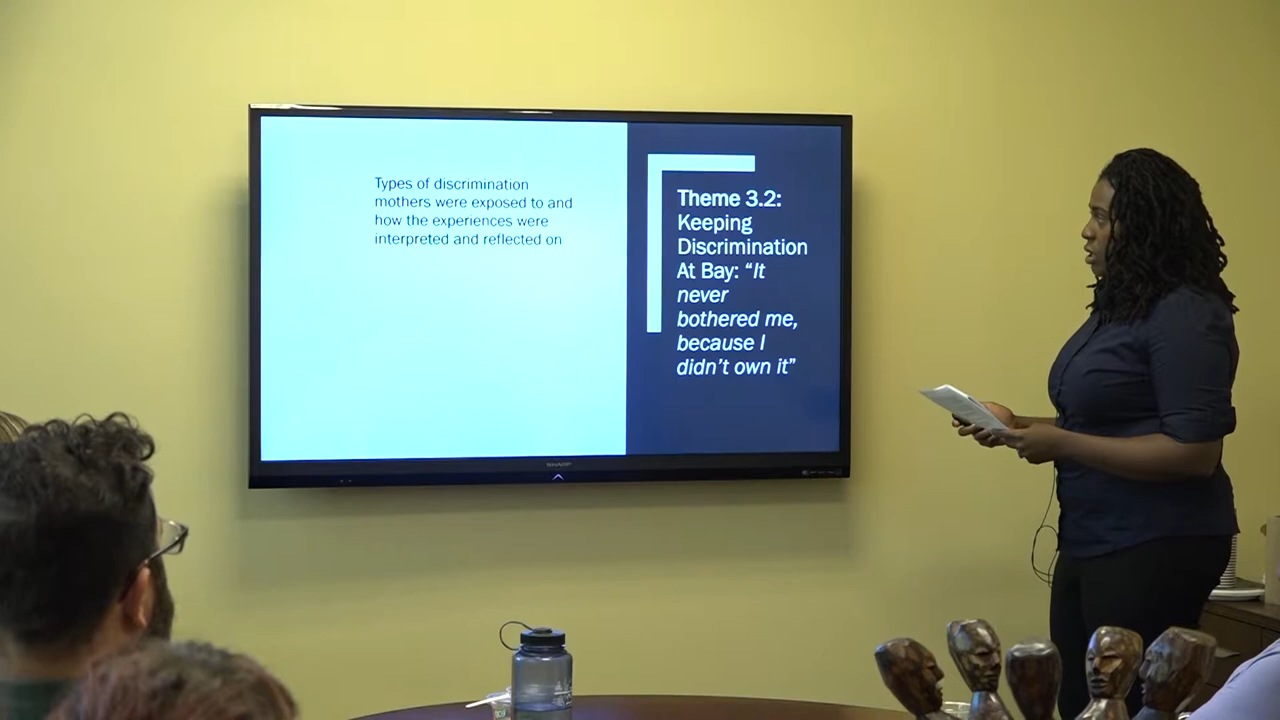 Types of discrimination
mothers were exposed to and
how the experiences were
interpreted and reflected on
Theme 3.2:
Keeping
Discrimination
At Bay: “It
never
bothered me,
because I
didn’t own it”
SHARP